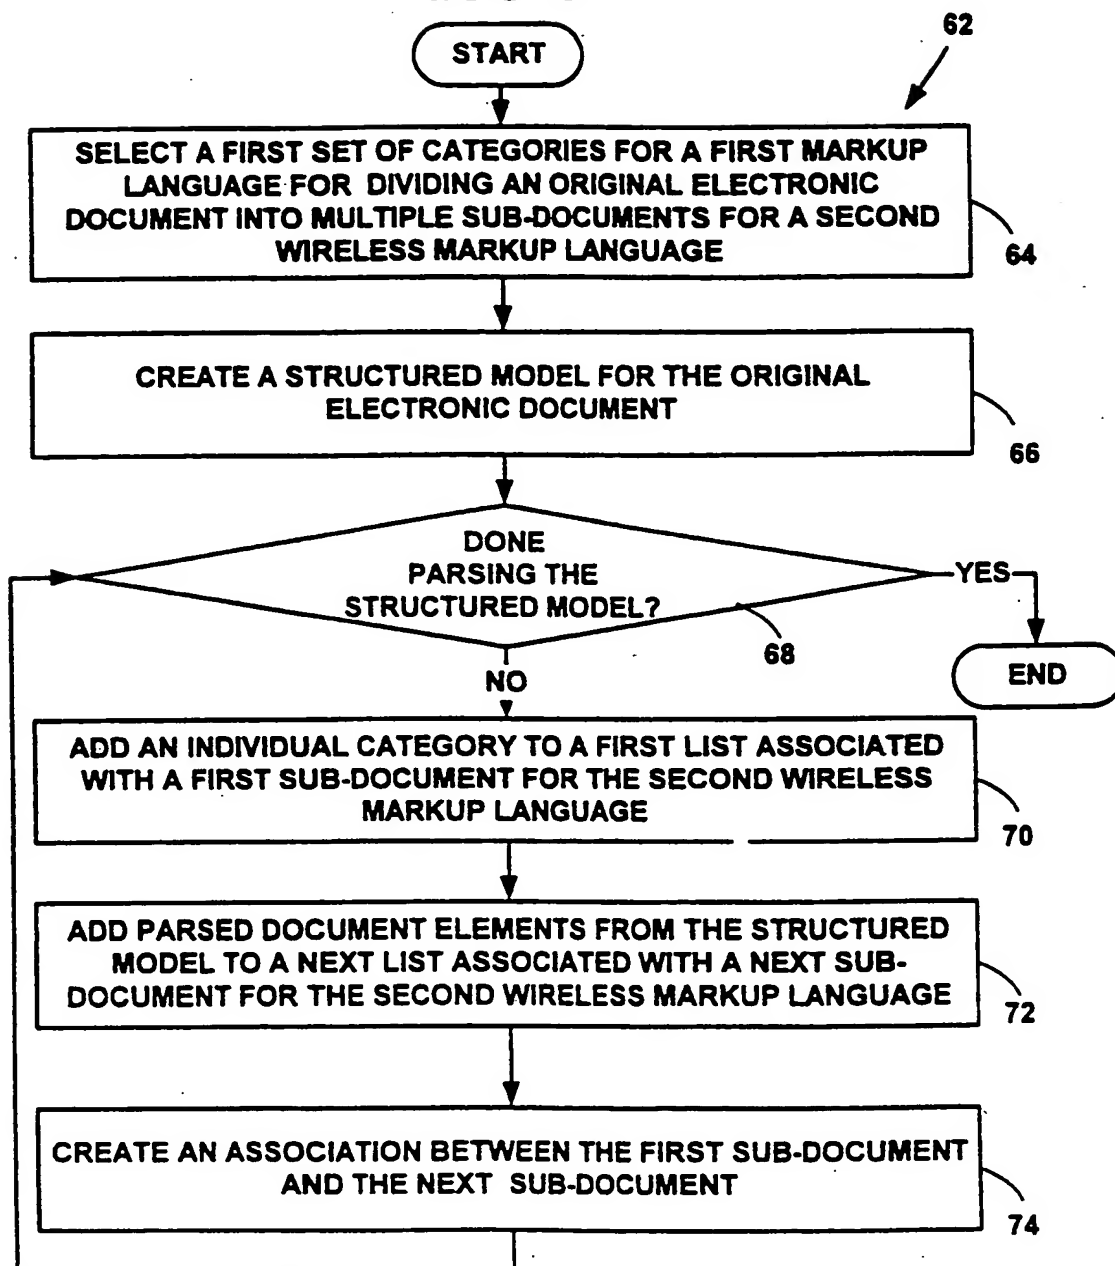 62
START
SELECT A FIRST SET OF CATEGORIES FOR A FIRST MARKUP
LANGUAGE FOR DIVIDING AN ORIGINAL ELECTRONIC
DOCUMENT INTO MULTIPLE SUB-DOCUMENTS FOR A SECOND
WIRELESS MARKUP LANGUAGE
64
CREATE A STRUCTURED MODEL FOR THE ORIGINAL
ELECTRONIC DOCUMENT
66
DONE
PARSING THE
STRUCTURED MODEL?
YES
68
END
NO
ADD AN INDIVIDUAL CATEGORY TO A FIRST LIST ASSOCIATED
WITH A FIRST SUB-DOCUMENT FOR THE SECOND WIRELESS
MARKUP LANGUAGE
70
ADD PARSED DOCUMENT ELEMENTS FROM THE STRUCTURED
MODEL TO A NEXT LIST ASSOCIATED WITH A NEXT SUB-
DOCUMENT FOR THE SECOND WIRELESS MARKUP LANGUAGE
72
CREATE AN ASSOCIATION BETWEEN THE FIRST SUB-DOCUMENT
AND THE NEXT SUB-DOCUMENT
74